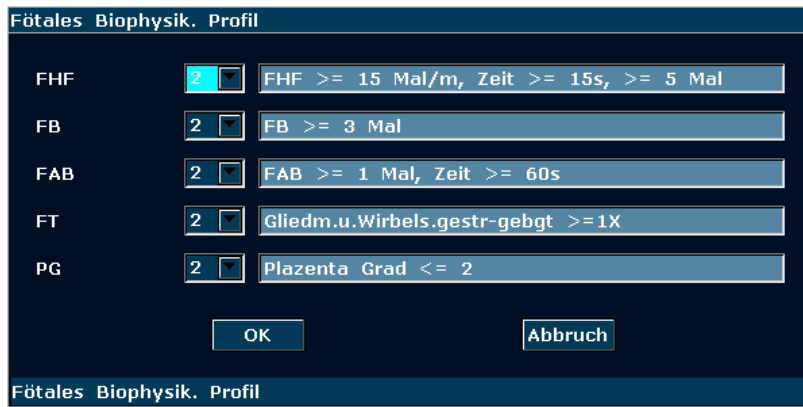 Fötales Biophysik. Profil
FHF 2 FHF >= 15 Mal/m, Zeit >= 15s, >= 5 Mal
FB 2 FB >= 3 Mal
FAB 2 FAB >= 1 Mal, Zeit >= 60s
FT 2 Gliedm.u.Wirbels.gestr-gebgt >=1X
PG 2 Plazenta Grad <= 2
OK Abbruch
Fötales Biophysik. Profil